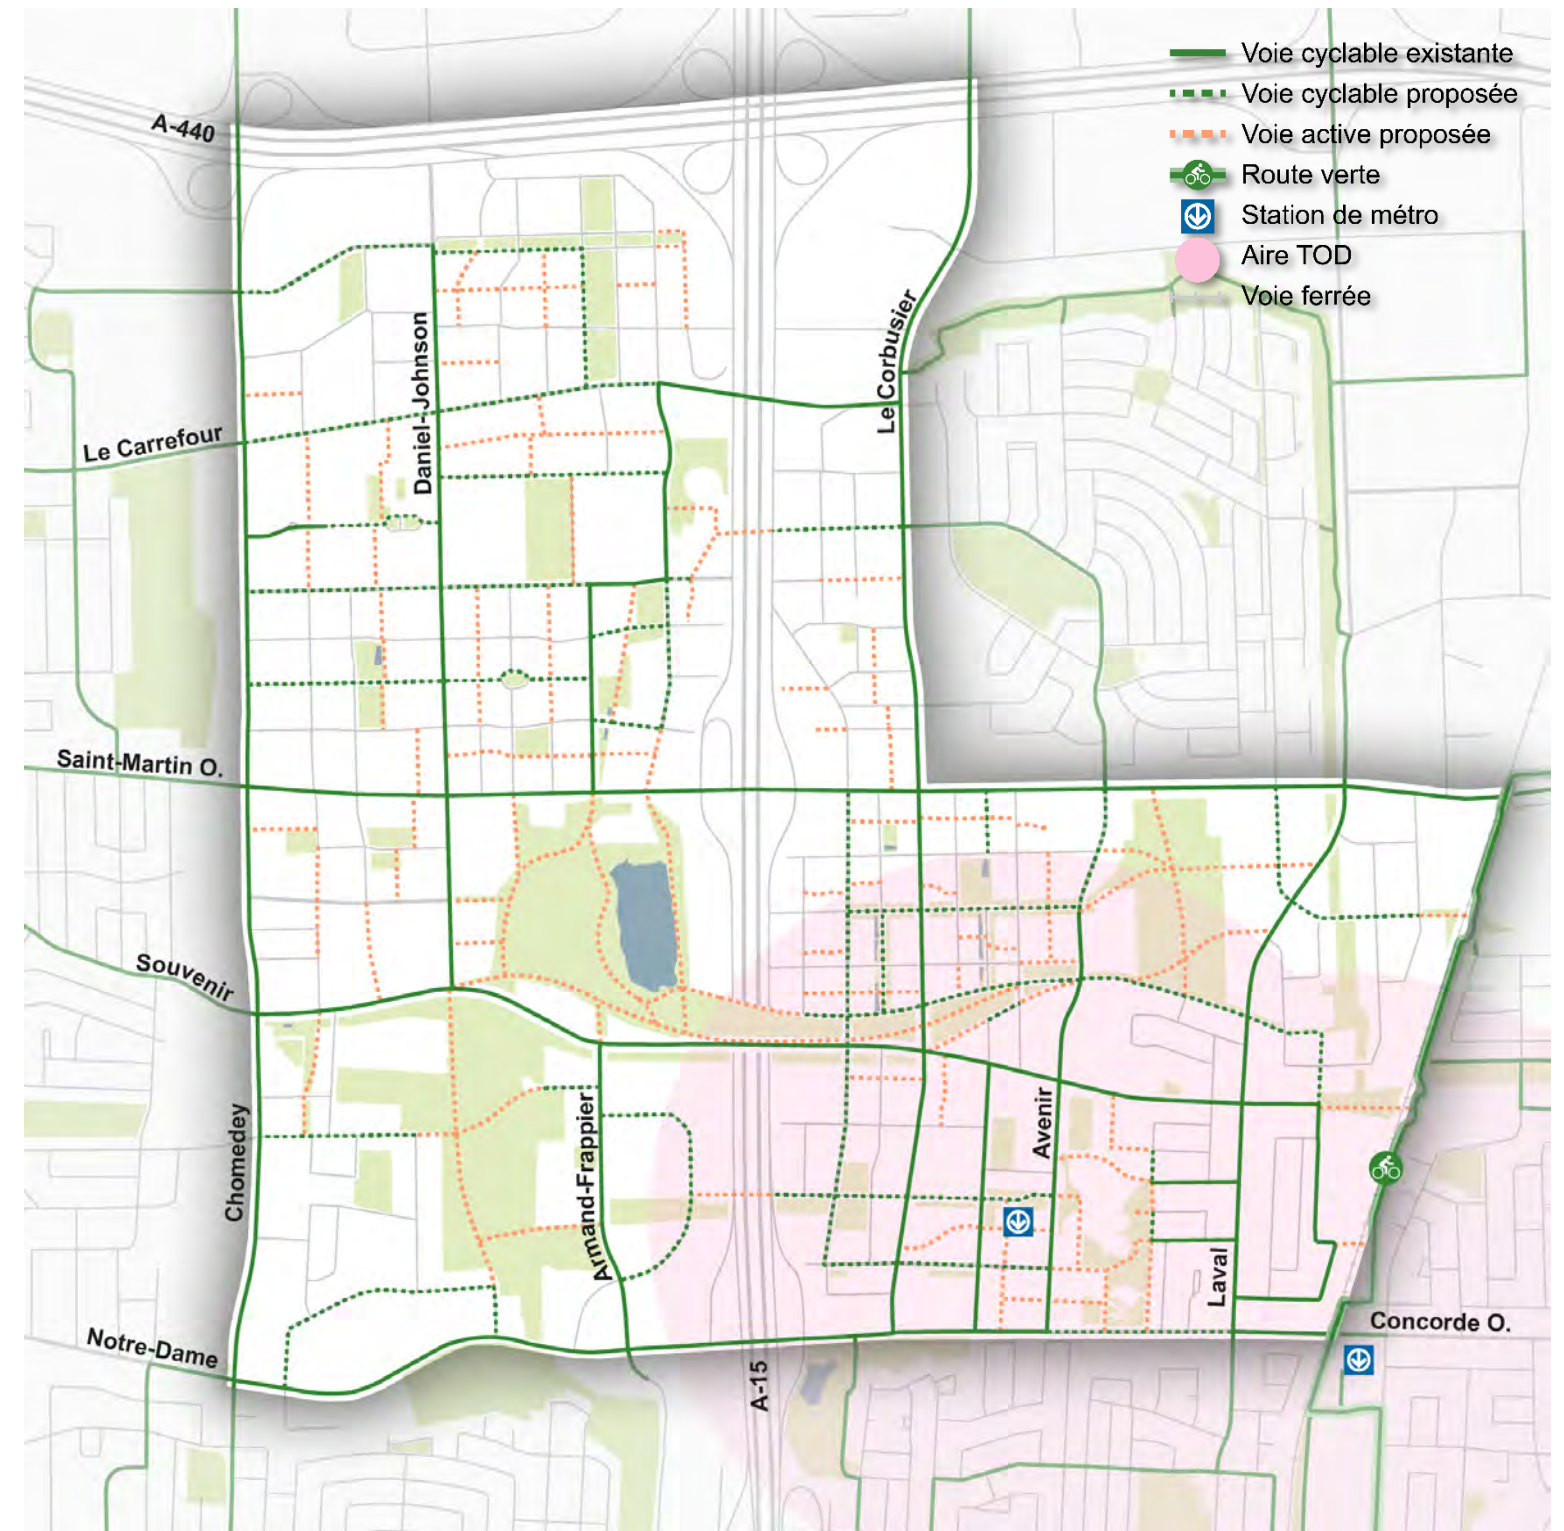 Voie cyclable existante
Voie cyclable proposée
Voie active proposée
Route verte
Station de métro
Aire TOD
Voie ferrée
A-440
Daniel-Johnson
Le Corbusier
Le Carrefour
Saint-Martin O.
Souvenir
Chomedey
Armand-Frappier
Avenir
Laval
Notre-Dame
Concorde O.
A-15